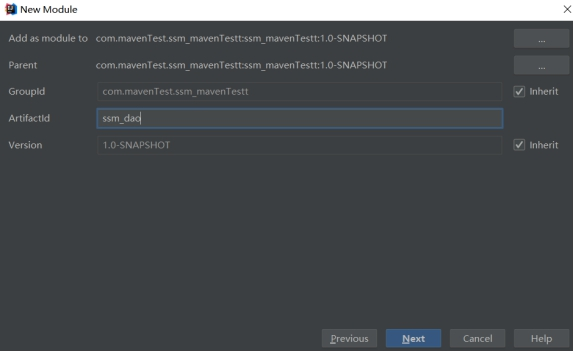 New Module
Add as module to com.mavenTest.ssm_mavenTestt:ssm_mavenTestt:1.0-SNAPSHOT ...
Parent com.mavenTest.ssm_mavenTestt:ssm_mavenTestt:1.0-SNAPSHOT ...
GroupId com.mavenTest.ssm_mavenTestt Inherit
ArtifactId ssm_dao
Version 1.0-SNAPSHOT Inherit
Previous Next Cancel Help